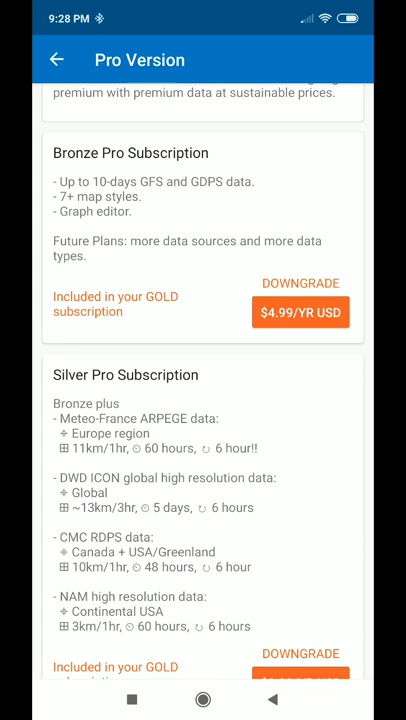 9:28 PM
Pro Version
premium with premium data at sustainable prices.
Bronze Pro Subscription
- Up to 10-days GFS and GDPS data.
- 7+ map styles.
- Graph editor.
Future Plans: more data sources and more data
types.
DOWNGRADE
Included in your GOLD
subscription
$4.99/YR USD
Silver Pro Subscription
Bronze plus
- Meteo-France ARPEGE data:
⌖ Europe region
⊞ 11km/1hr, ⏲ 60 hours, ↻ 6 hour!!
- DWD ICON global high resolution data:
⌖ Global
⊞ ~13km/3hr, ⏲ 5 days, ↻ 6 hours
- CMC RDPS data:
⌖ Canada + USA/Greenland
⊞ 10km/1hr, ⏲ 48 hours, ↻ 6 hour
- NAM high resolution data:
⌖ Continental USA
⊞ 3km/1hr, ⏲ 60 hours, ↻ 6 hours
DOWNGRADE
Included in your GOLD